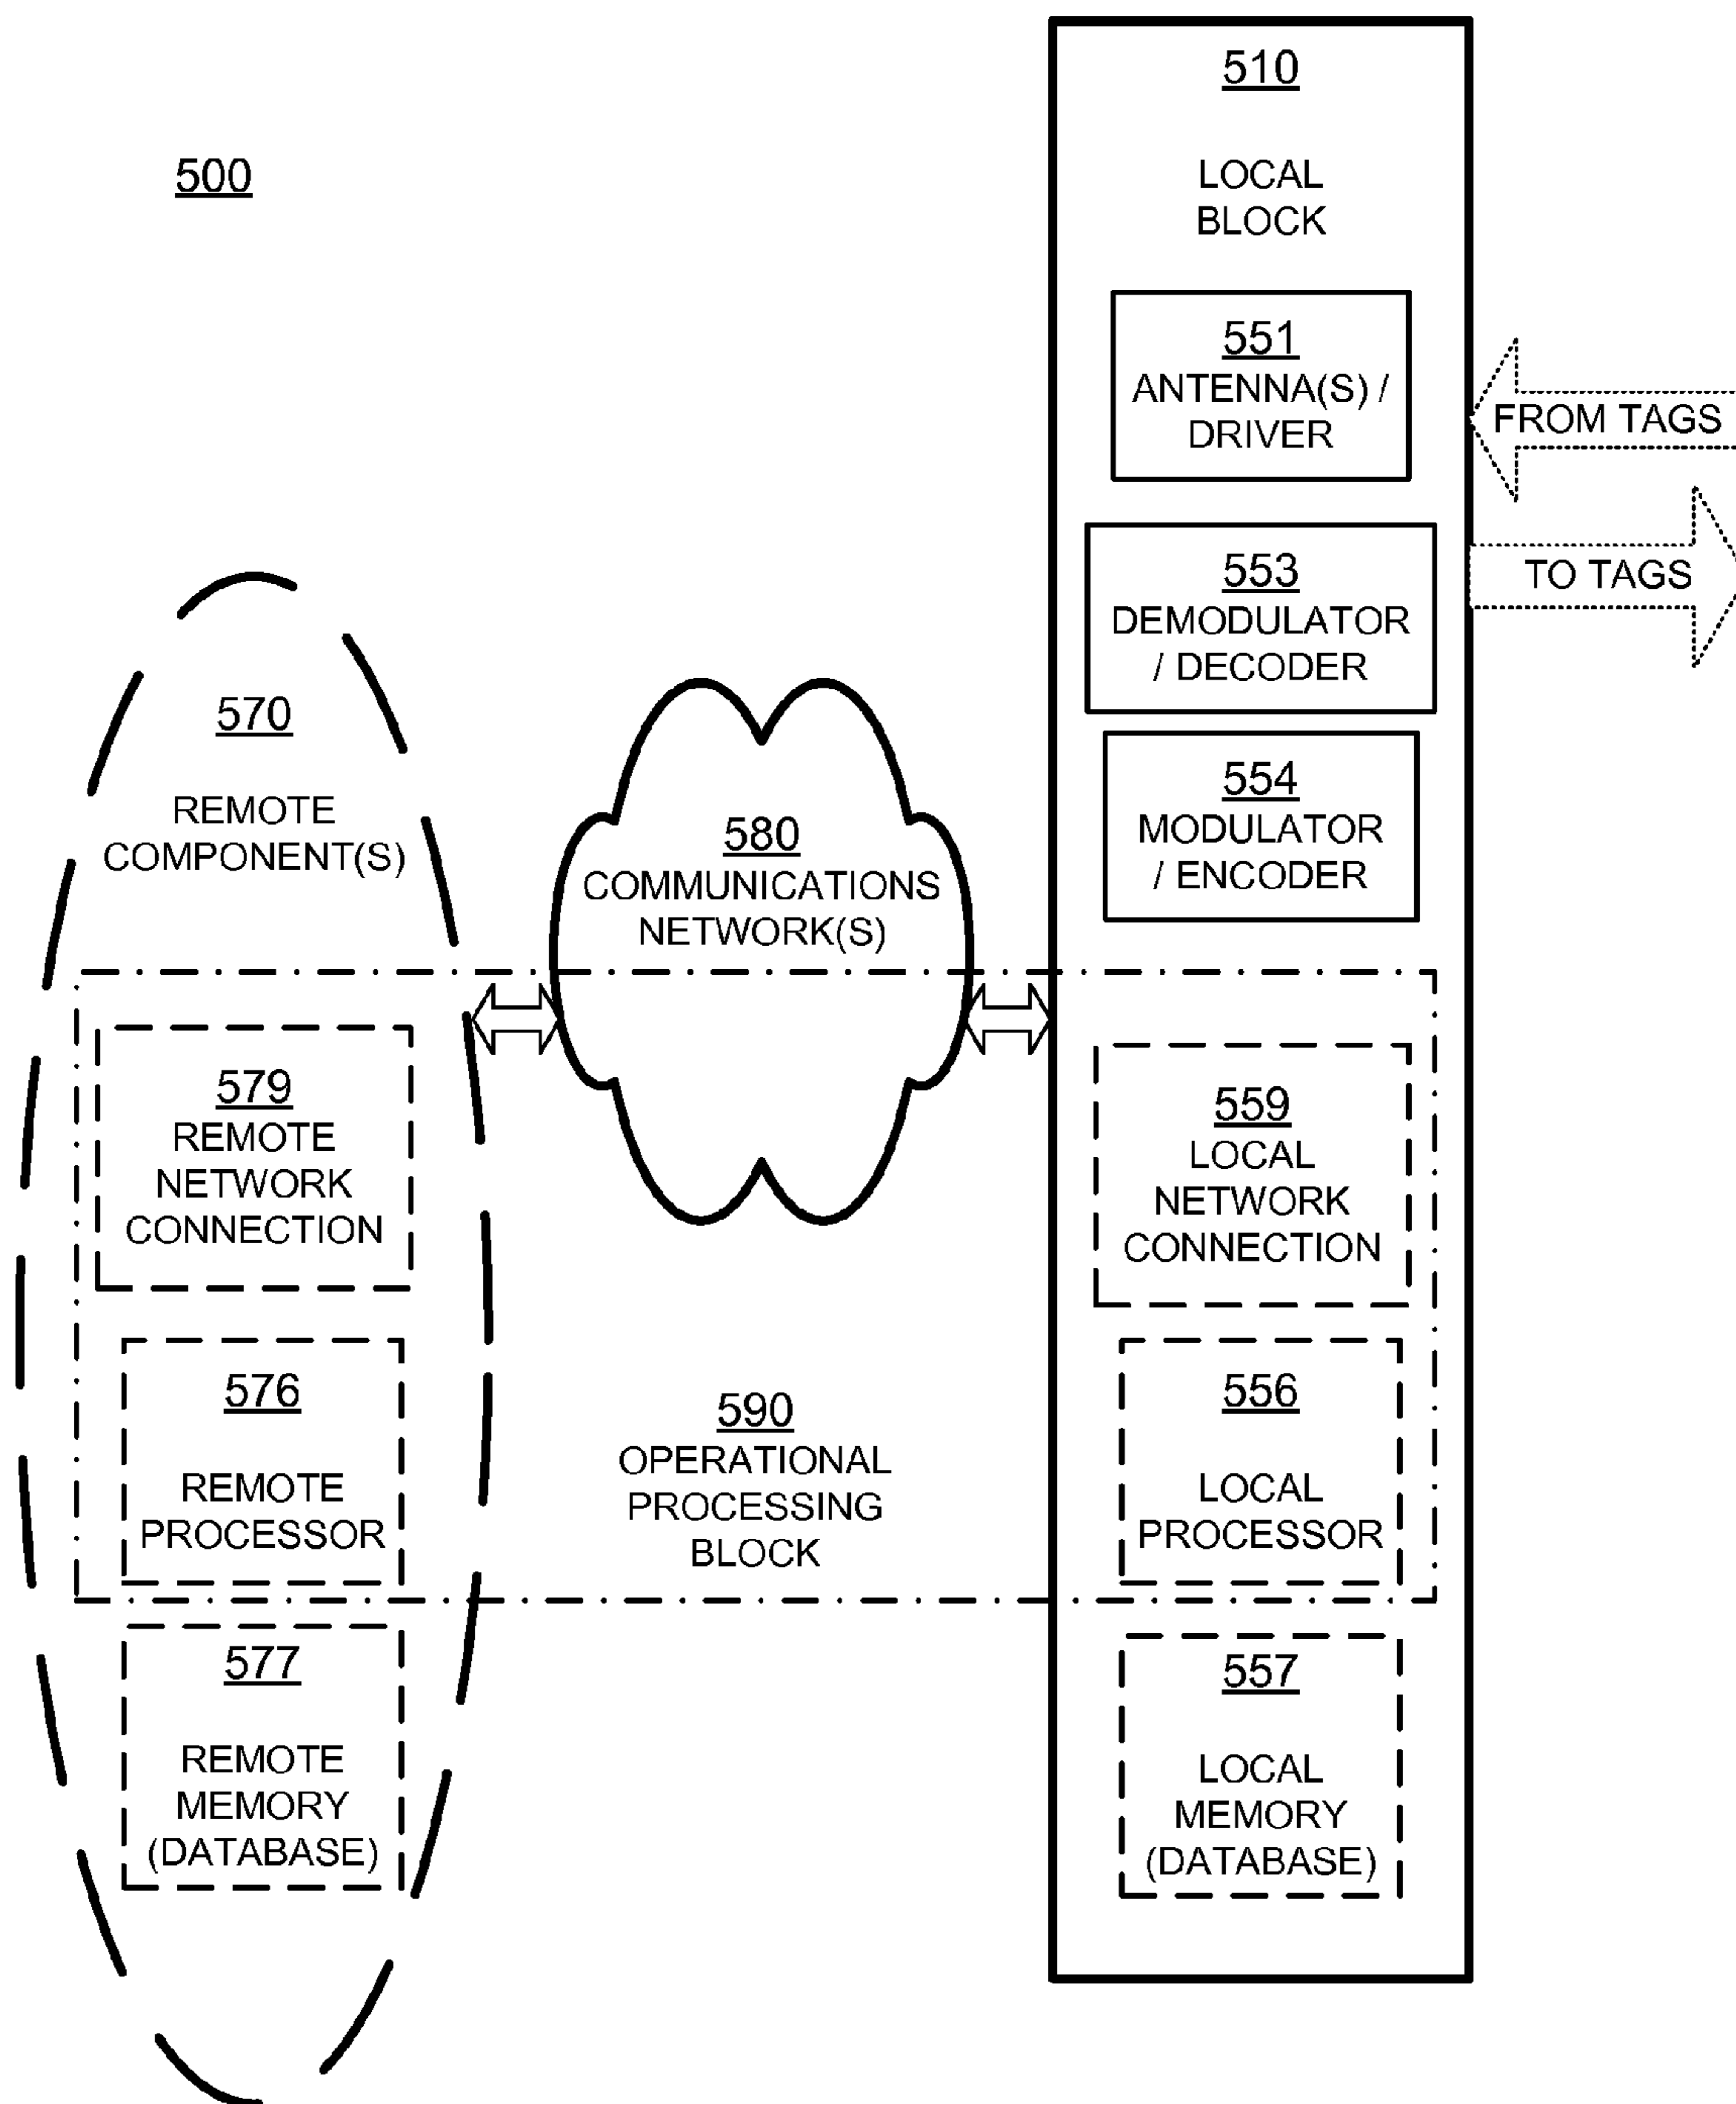 500
510
LOCAL
BLOCK
551
ANTENNA(S) /
DRIVER
FROM TAGS
553
DEMODULATOR
/ DECODER
TO TAGS
554
MODULATOR
/ ENCODER
570
REMOTE
COMPONENT(S)
580
COMMUNICATIONS
NETWORK(S)
579
REMOTE
NETWORK
CONNECTION
559
LOCAL
NETWORK
CONNECTION
576
REMOTE
PROCESSOR
590
OPERATIONAL
PROCESSING
BLOCK
556
LOCAL
PROCESSOR
577
REMOTE
MEMORY
(DATABASE)
557
LOCAL
MEMORY
(DATABASE)